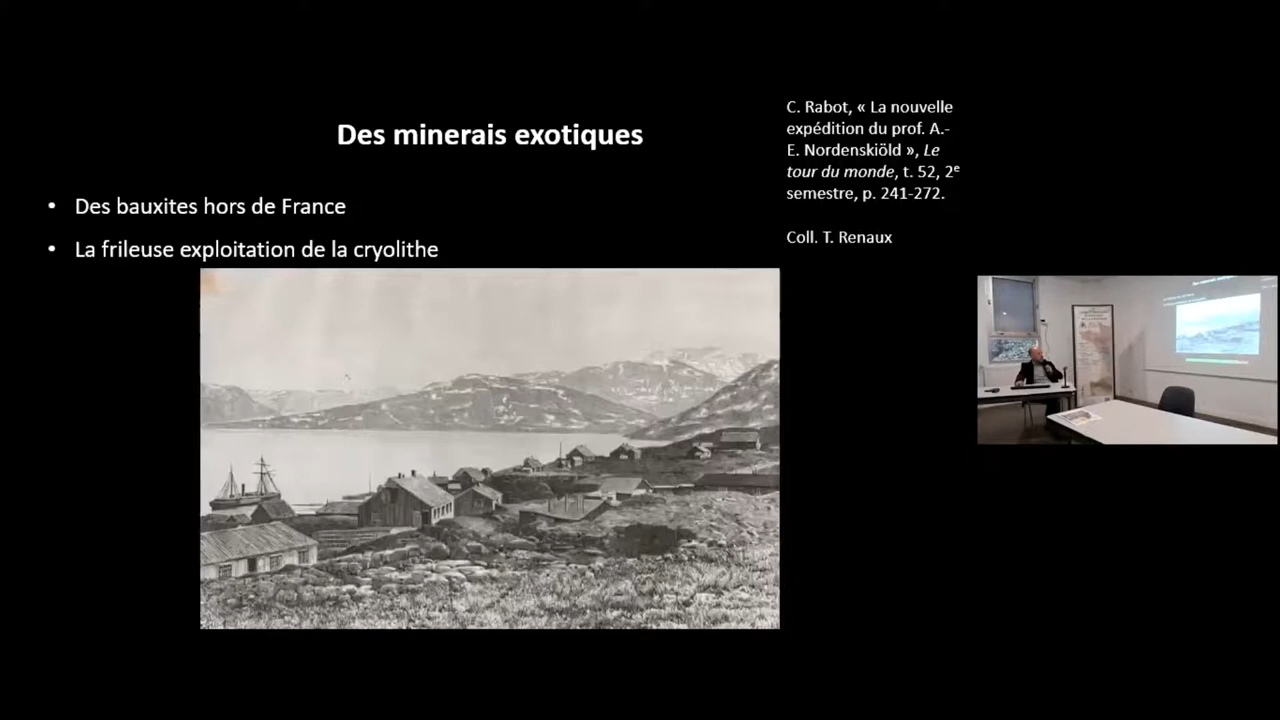 Des minerais exotiques
• Des bauxites hors de France
• La frileuse exploitation de la cryolithe
C. Rabot, « La nouvelle
expédition du prof. A.-
E. Nordenskiöld », Le
tour du monde, t. 52, 2e
semestre, p. 241-272.
Coll. T. Renaux